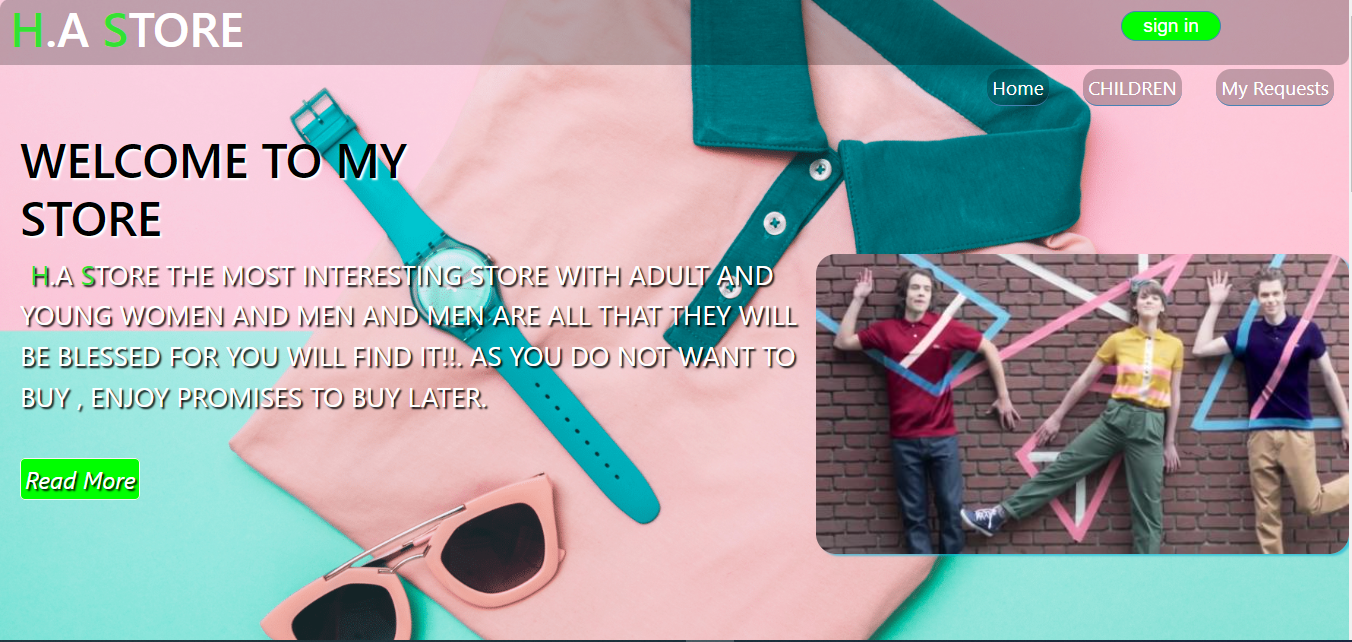 H.A STORE
sign in
Home
CHILDREN
My Requests
WELCOME TO MY
STORE
H.A STORE THE MOST INTERESTING STORE WITH ADULT AND
YOUNG WOMEN AND MEN AND MEN ARE ALL THAT THEY WILL
BE BLESSED FOR YOU WILL FIND IT!!. AS YOU DO NOT WANT TO
BUY , ENJOY PROMISES TO BUY LATER.
Read More